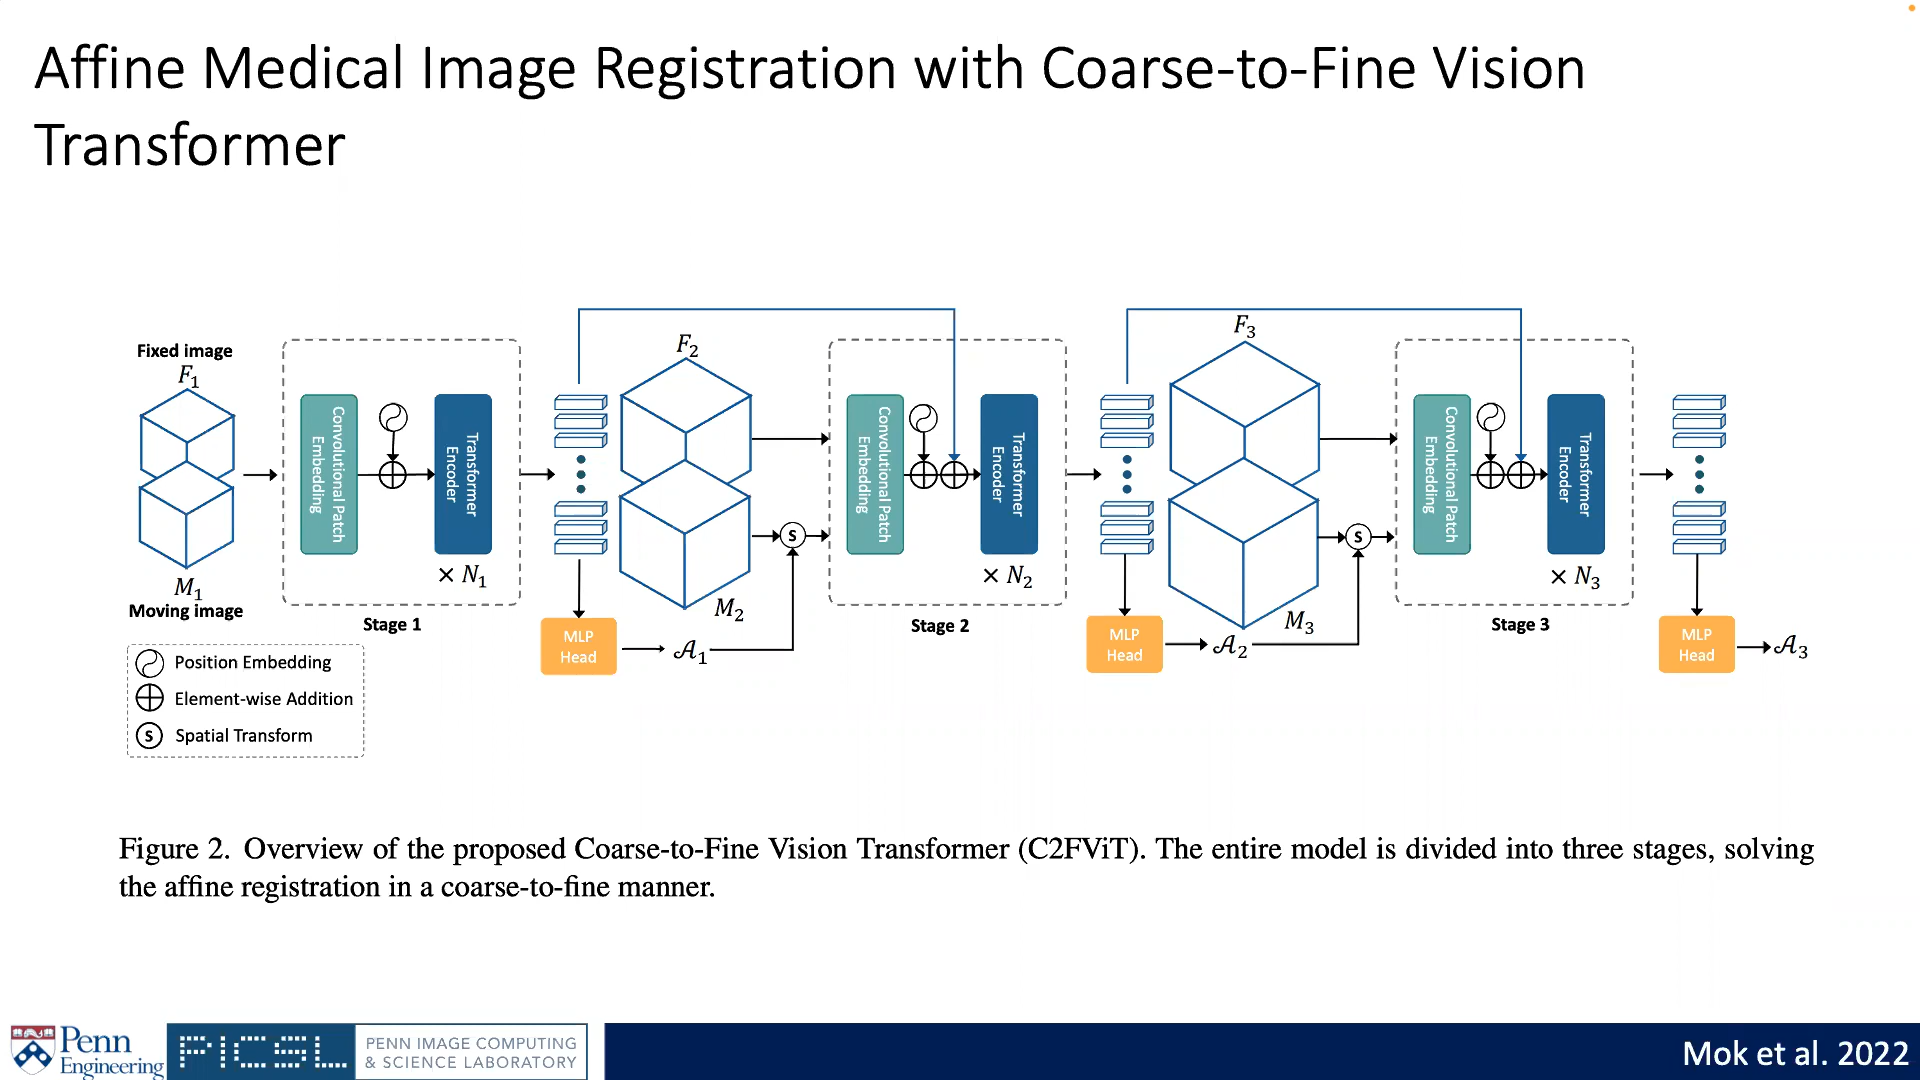 Affine Medical Image Registration with Coarse-to-Fine Vision
Transformer
Fixed image
F₁
M₁
Moving image
Convolutional Patch
Embedding
Transformer
Encoder
× N₁
Stage 1
MLP
Head
𝒜₁
F₂
M₂
S
Convolutional Patch
Embedding
Transformer
Encoder
× N₂
Stage 2
MLP
Head
𝒜₂
F₃
M₃
S
Convolutional Patch
Embedding
Transformer
Encoder
× N₃
Stage 3
MLP
Head
𝒜₃
Position Embedding
Element-wise Addition
S Spatial Transform
Figure 2. Overview of the proposed Coarse-to-Fine Vision Transformer (C2FViT). The entire model is divided into three stages, solving
the affine registration in a coarse-to-fine manner.
Penn
Engineering
PICSL
PENN IMAGE COMPUTING
& SCIENCE LABORATORY
Mok et al. 2022